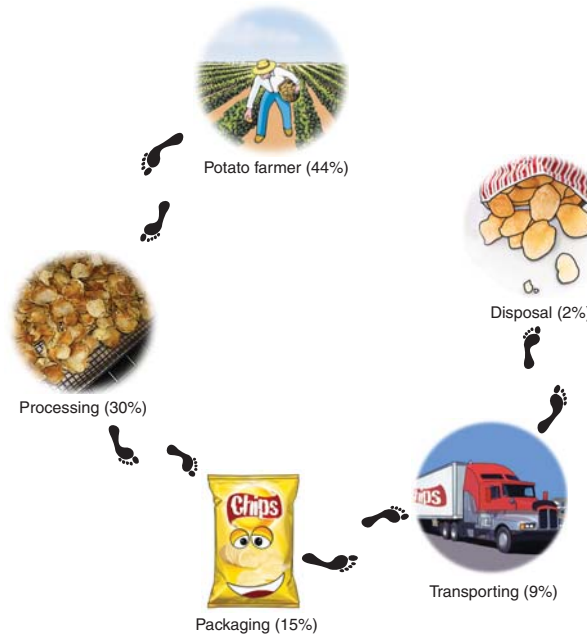 Potato farmer (44%)
Disposal (2%)
Processing (30%)
Chips
Chips
Transporting (9%)
Packaging (15%)